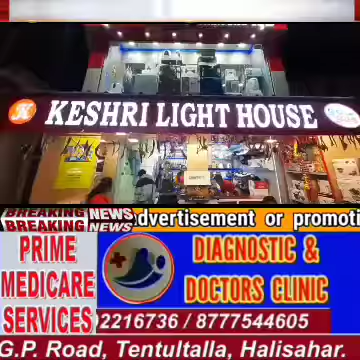 K KESHRI LIGHT HOUSE
BREAKING NEWS
BREAKING NEWS
dvertisement or promoti
PRIME
MEDICARE
SERVICES
DIAGNOSTIC &
DOCTORS CLINIC
02216736 / 8777544605
G.P. Road, Tentultalla, Halisahar.